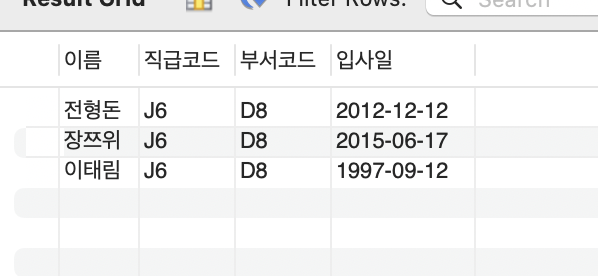 Result Grid Filter Rows: Search
이름 직급코드 부서코드 입사일
전형돈 J6 D8 2012-12-12
장쯔위 J6 D8 2015-06-17
이태림 J6 D8 1997-09-12